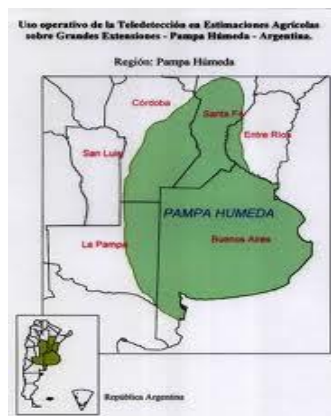 Uso operativo de la Teledetección en Estimaciones Agrícolas
sobre Grandes Extensiones - Pampa Húmeda - Argentina.
Región: Pampa Húmeda
Córdoba
Santa Fé
Entre Ríos
San Luis
PAMPA HUMEDA
La Pampa
Buenos Aires
República Argentina